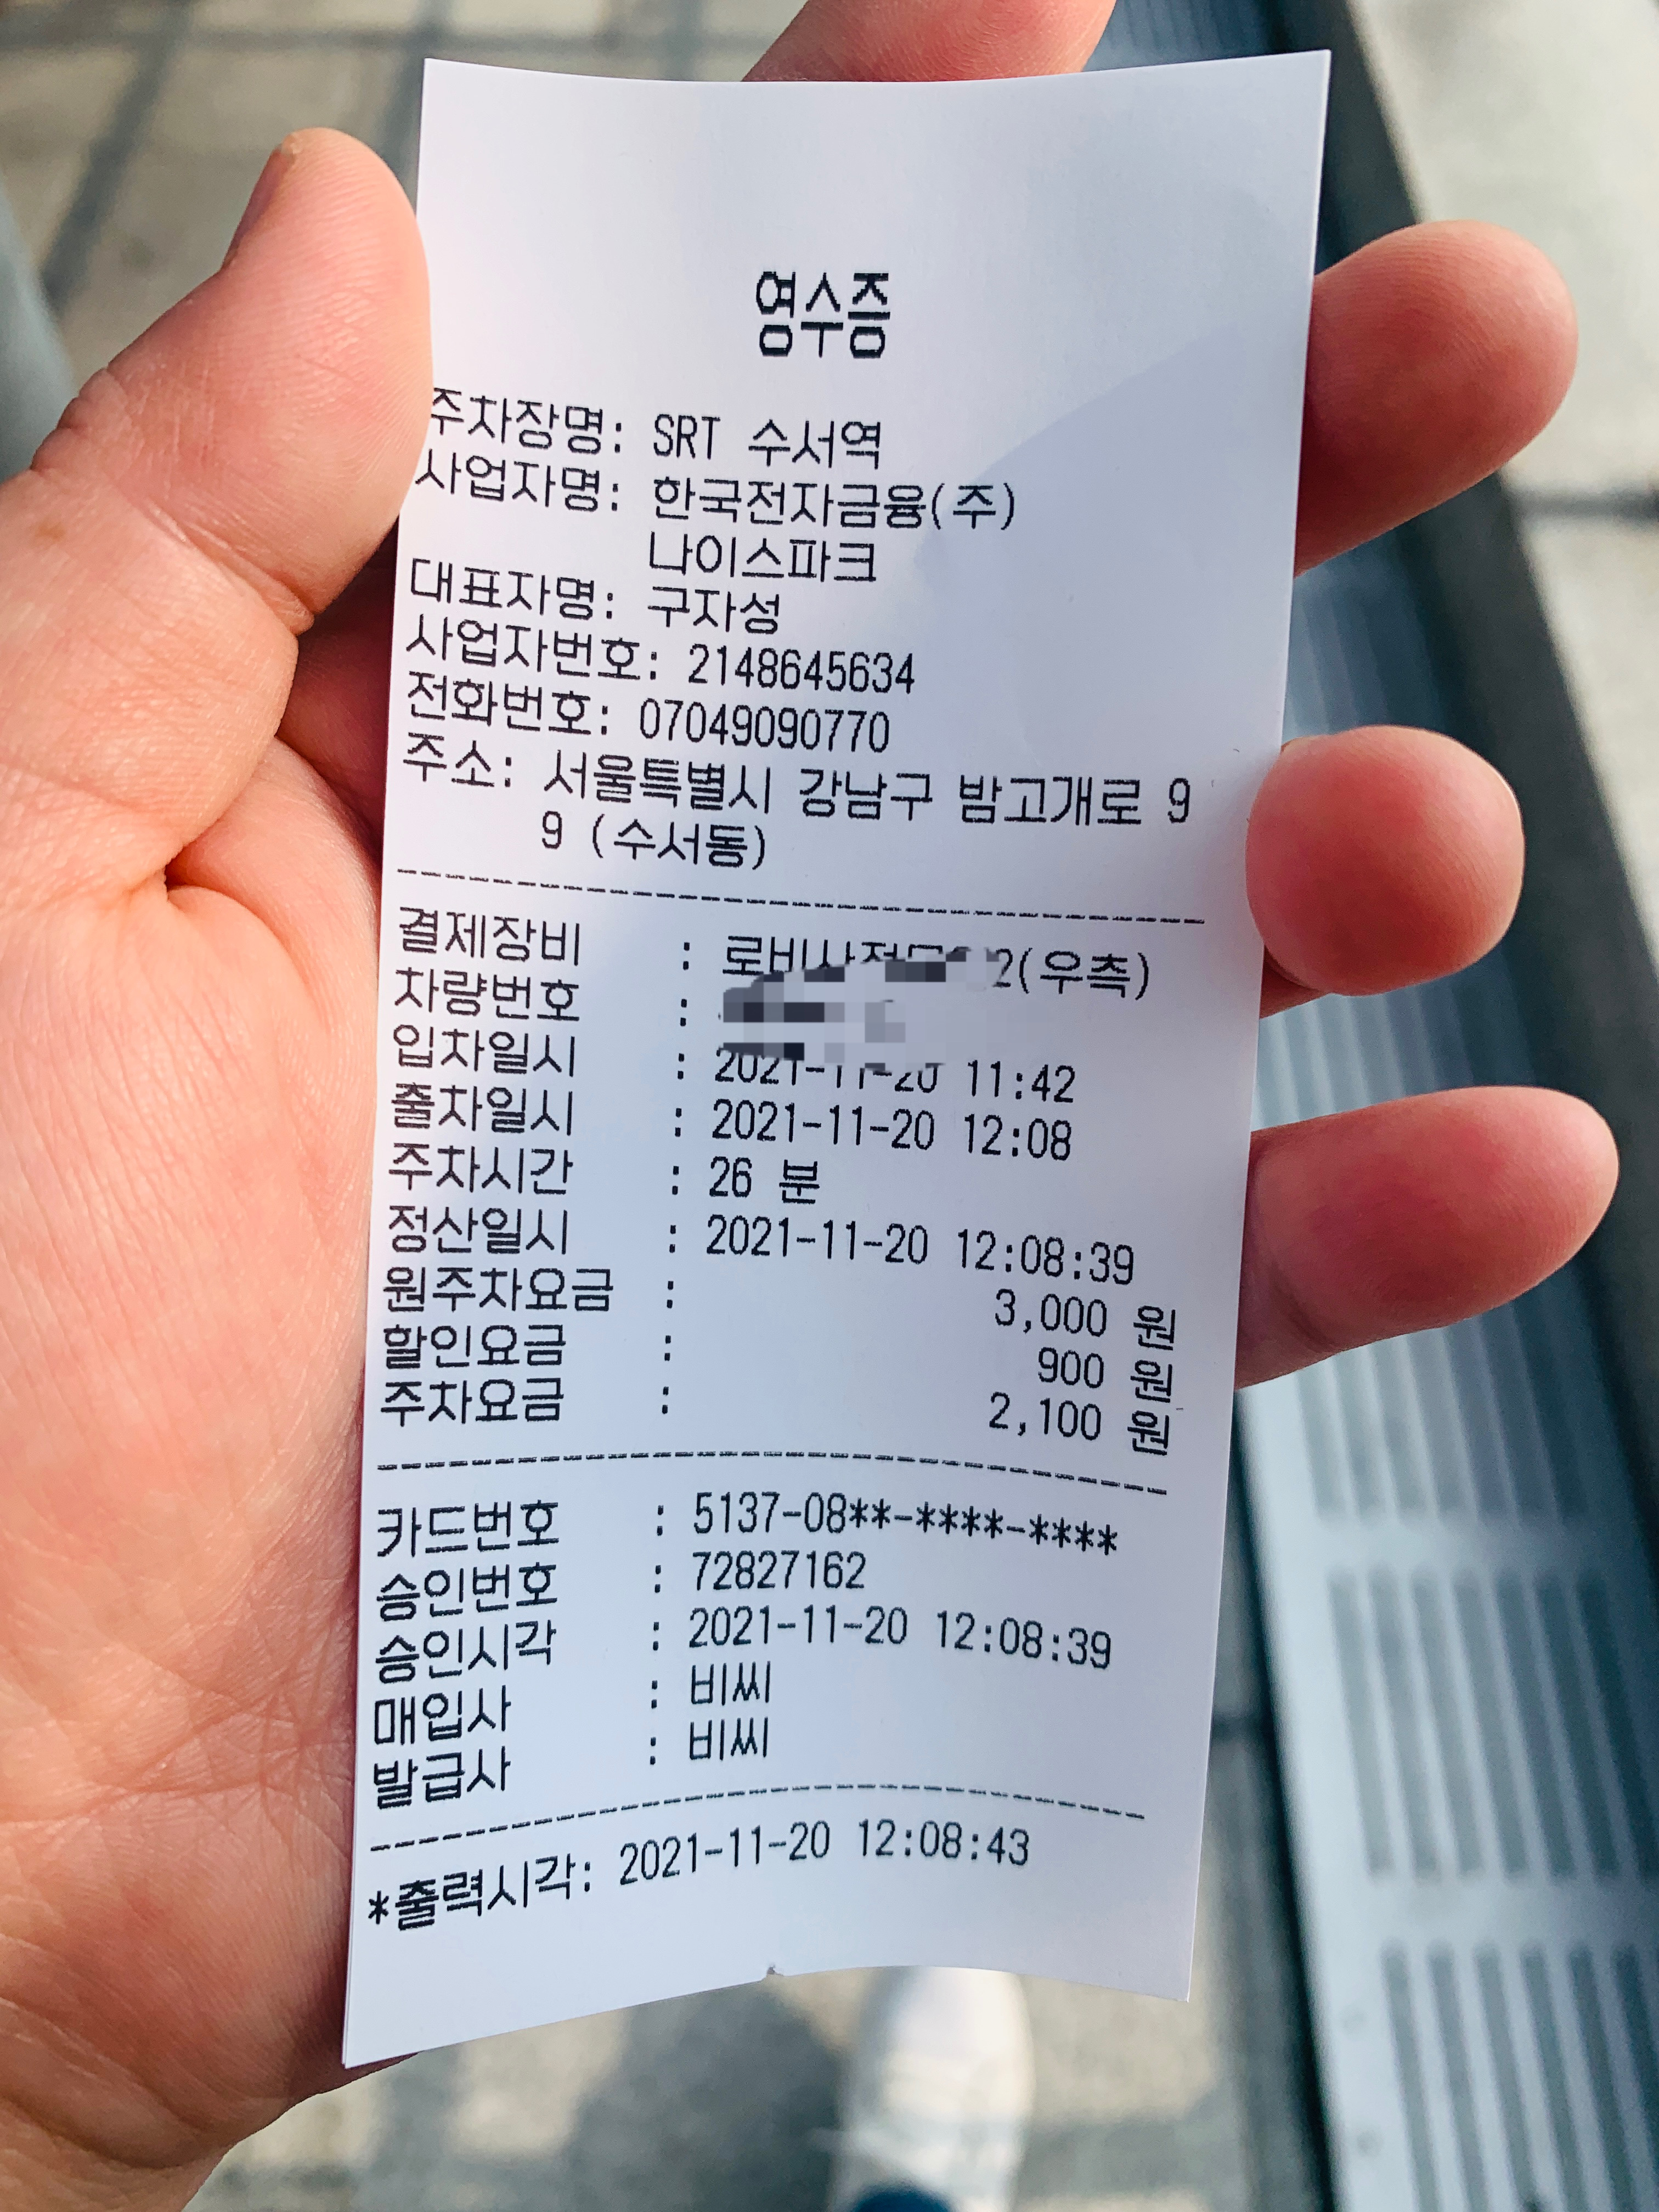 영수증
주차장명: SRT 수서역
사업자명: 한국전자금융(주)
나이스파크
대표자명: 구자성
사업자번호: 2148645634
전화번호: 07049090770
주소: 서울특별시 강남구 밤고개로 9
9 (수서동)
결제장비 : 2(우측)
차량번호 :
입차일시 : 2021-11-20 11:42
출차일시 : 2021-11-20 12:08
주차시간 : 26 분
정산일시 : 2021-11-20 12:08:39
원주차요금 : 3,000 원
할인요금 : 900 원
주차요금 : 2,100 원
카드번호 : 5137-08**-****-****
승인번호 : 72827162
승인시각 : 2021-11-20 12:08:39
매입사 : 비씨
발급사 : 비씨
*출력시각: 2021-11-20 12:08:43